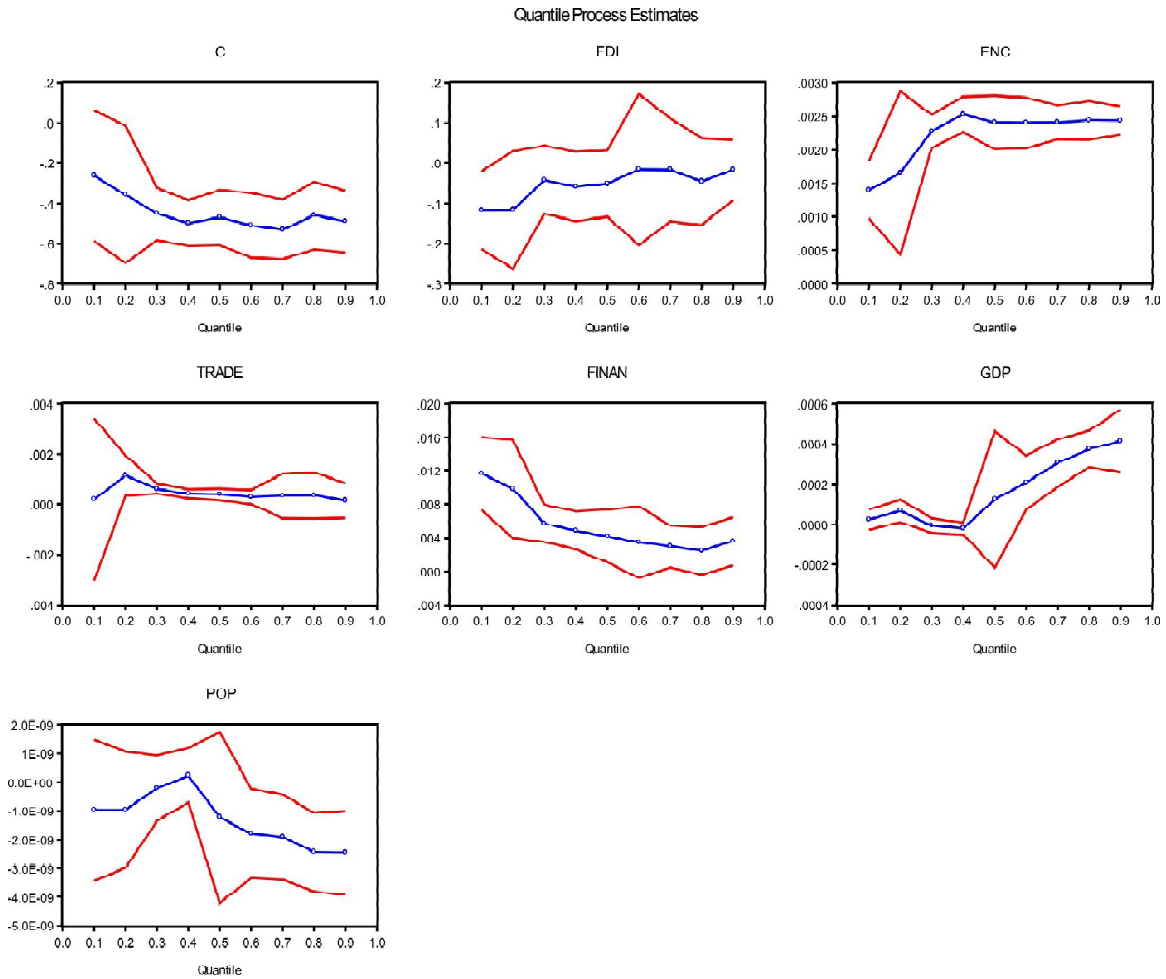 Quantile Process Estimates
C
.2
.0
-.2
-.4
-.6
-.8
0.0 0.1 0.2 0.3 0.4 0.5 0.6 0.7 0.8 0.9 1.0
Quantile
FDI
.2
.1
.0
-.1
-.2
-.3
0.0 0.1 0.2 0.3 0.4 0.5 0.6 0.7 0.8 0.9 1.0
Quantile
ENC
.0030
.0025
.0020
.0015
.0010
.0005
.0000
0.0 0.1 0.2 0.3 0.4 0.5 0.6 0.7 0.8 0.9 1.0
Quantile
TRADE
.004
.002
.000
-.002
.004
0.0 0.1 0.2 0.3 0.4 0.5 0.6 0.7 0.8 0.9 1.0
Quantile
FINAN
.020
.016
.012
.008
.004
.000
.004
0.0 0.1 0.2 0.3 0.4 0.5 0.6 0.7 0.8 0.9 1.0
Quantile
GDP
.0006
.0004
.0002
.0000
-.0002
-.0004
0.0 0.1 0.2 0.3 0.4 0.5 0.6 0.7 0.8 0.9 1.0
Quantile
POP
2.0E-09
1E-09
0.0E+00
-1.0E-09
-2.0E-09
-3.0E-09
-4.0E-09
-5.0E-09
0.0 0.1 0.2 0.3 0.4 0.5 0.6 0.7 0.8 0.9 1.0
Quantile